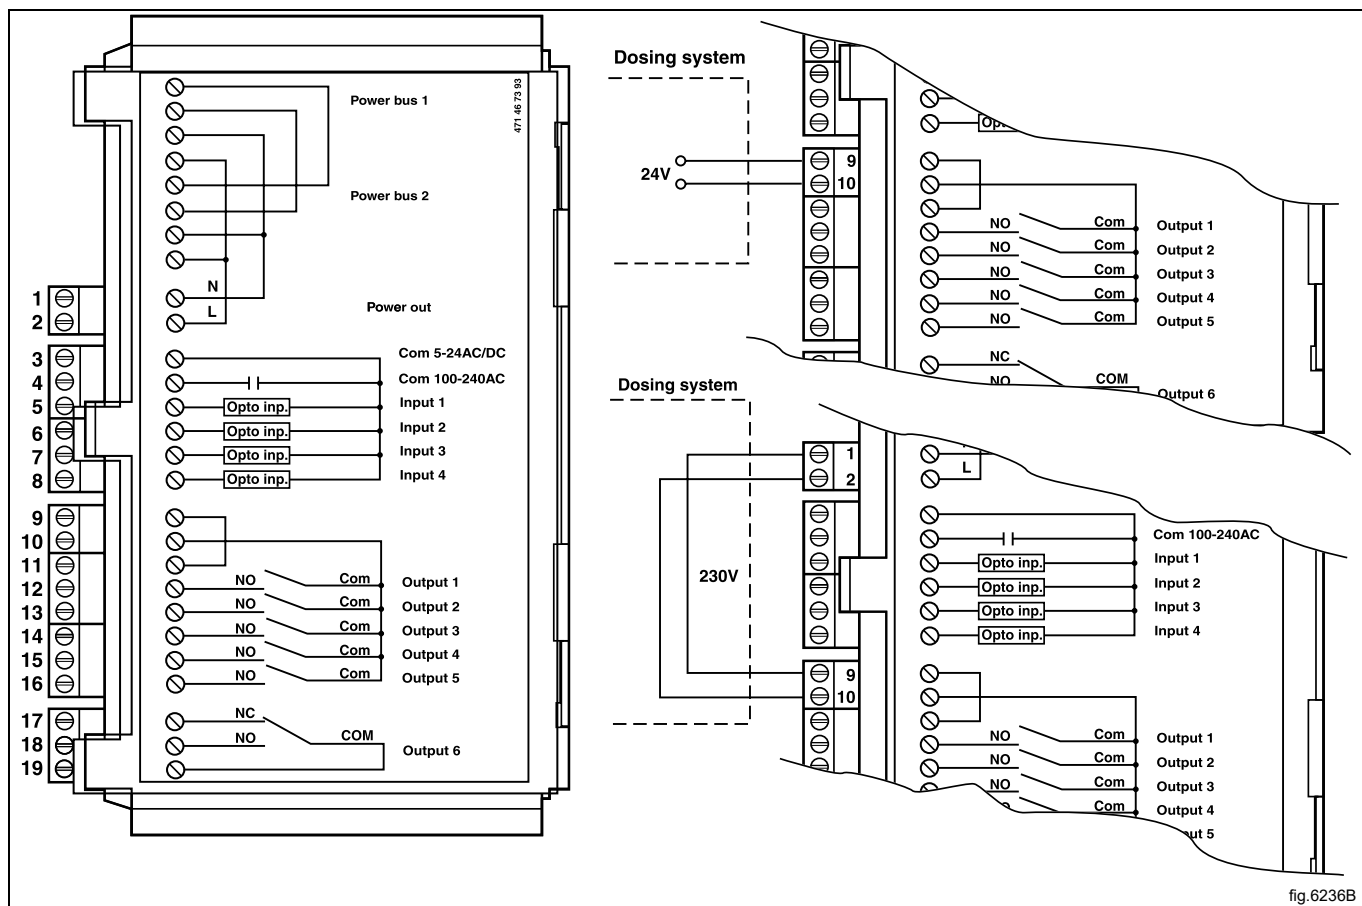 471 46 73 93
Power bus 1
Power bus 2
N
L
Power out
1
2
3
4
5
6
7
8
9
10
11
12
13
14
15
16
17
18
19
Com 5-24AC/DC
Com 100-240AC
Opto inp. Input 1
Opto inp. Input 2
Opto inp. Input 3
Opto inp. Input 4
NO Com Output 1
NO Com Output 2
NO Com Output 3
NO Com Output 4
NO Com Output 5
NC
NO COM
Output 6
Dosing system
24V
9
10
NO Com Output 1
NO Com Output 2
NO Com Output 3
NO Com Output 4
NO Com Output 5
NC
NO COM
Output 6
Dosing system
230V
1
2
L
9
10
Com 100-240AC
Opto inp. Input 1
Opto inp. Input 2
Opto inp. Input 3
Opto inp. Input 4
NO Com Output 1
NO Com Output 2
NO Com Output 3
Com Output 4
fig.6236B